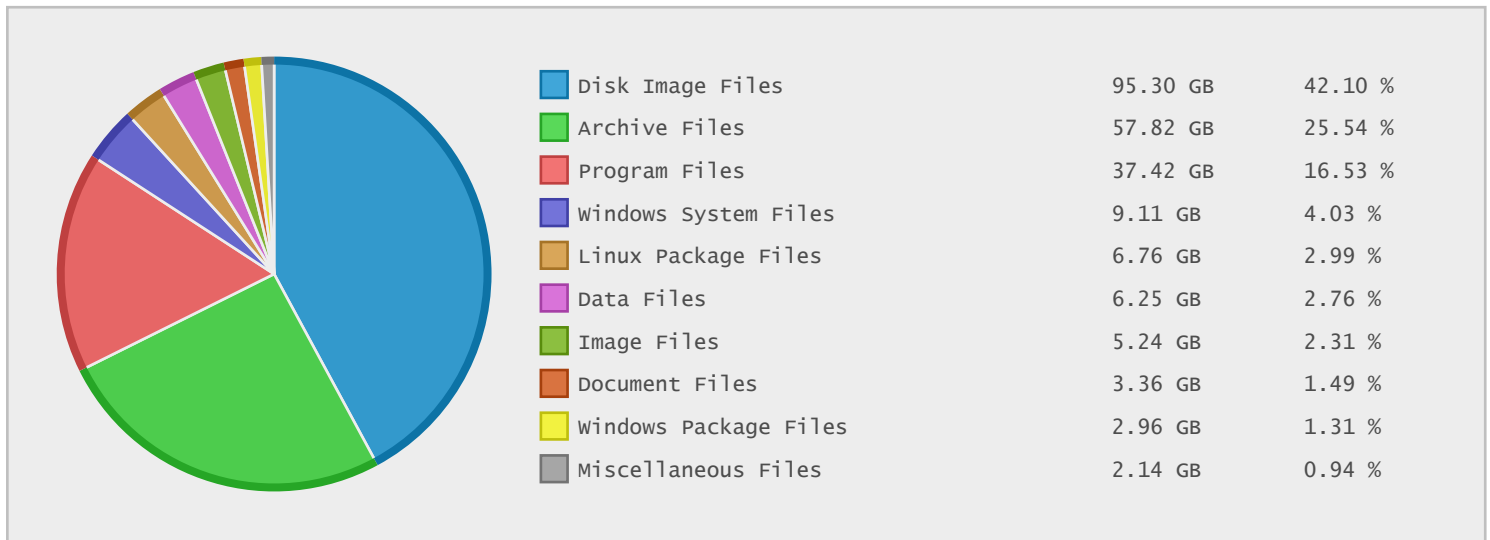 Disk Image Files 95.30 GB 42.10 %
Archive Files 57.82 GB 25.54 %
Program Files 37.42 GB 16.53 %
Windows System Files 9.11 GB 4.03 %
Linux Package Files 6.76 GB 2.99 %
Data Files 6.25 GB 2.76 %
Image Files 5.24 GB 2.31 %
Document Files 3.36 GB 1.49 %
Windows Package Files 2.96 GB 1.31 %
Miscellaneous Files 2.14 GB 0.94 %